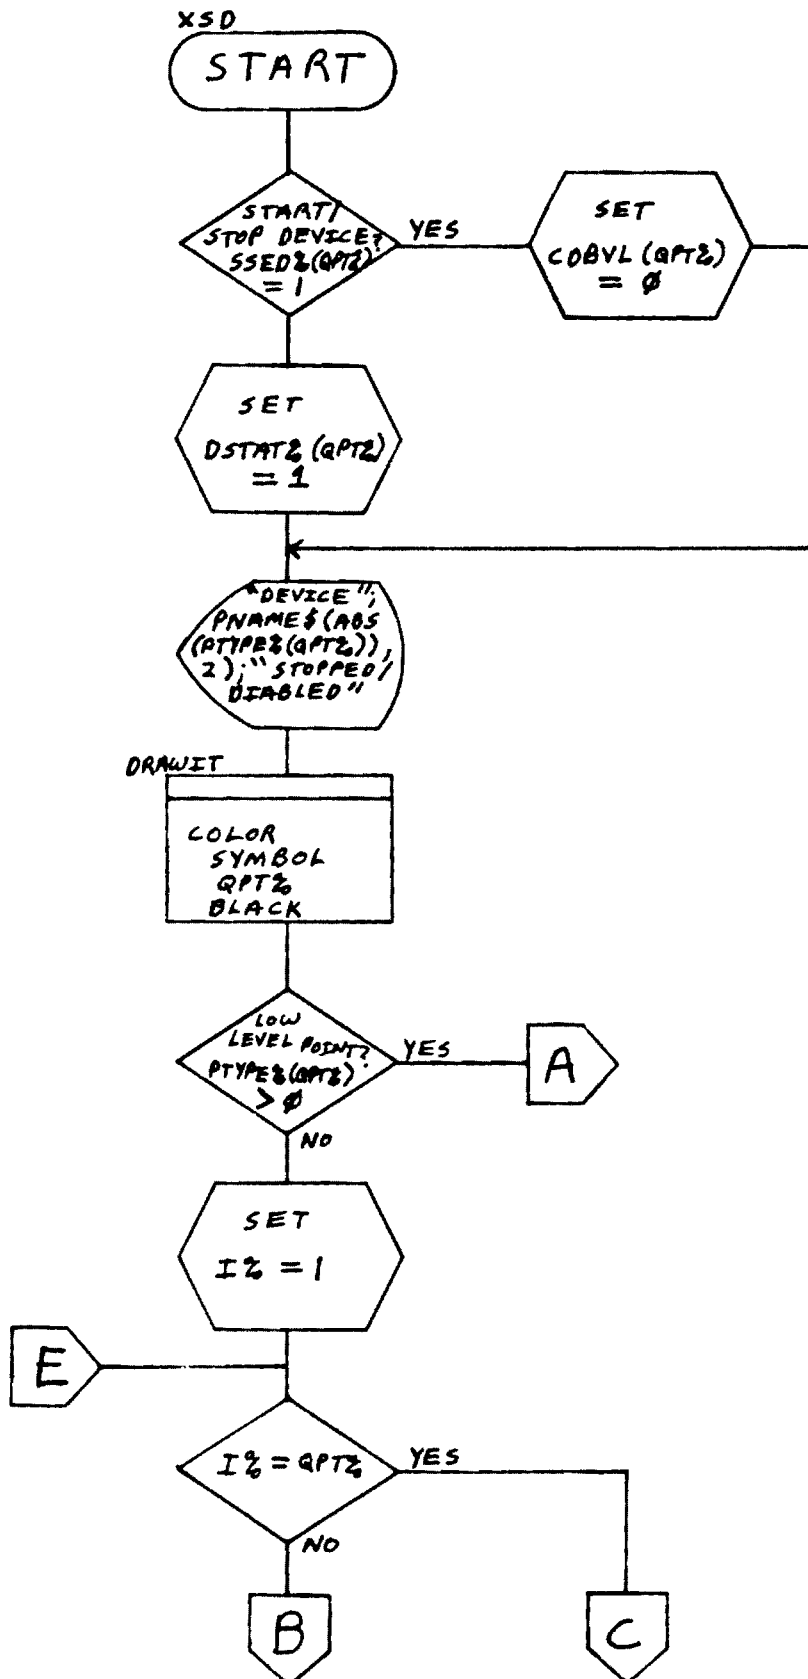 XSD
START
START/
STOP DEVICE?
SSED%(QPT%)
= 1
YES
SET
CDBVL(QPT%)
= Ø
SET
DSTAT%(QPT%)
= 1
"DEVICE";
PNAME$(ABS
(PTYPE%(QPT%)),
2);"STOPPED/
DIABLED"
DRAWIT
COLOR
SYMBOL
QPT%
BLACK
LOW
LEVEL POINT?
PTYPE%(QPT%)
> Ø
YES
A
NO
SET
I% = 1
E
I% = QPT%
YES
NO
B
C